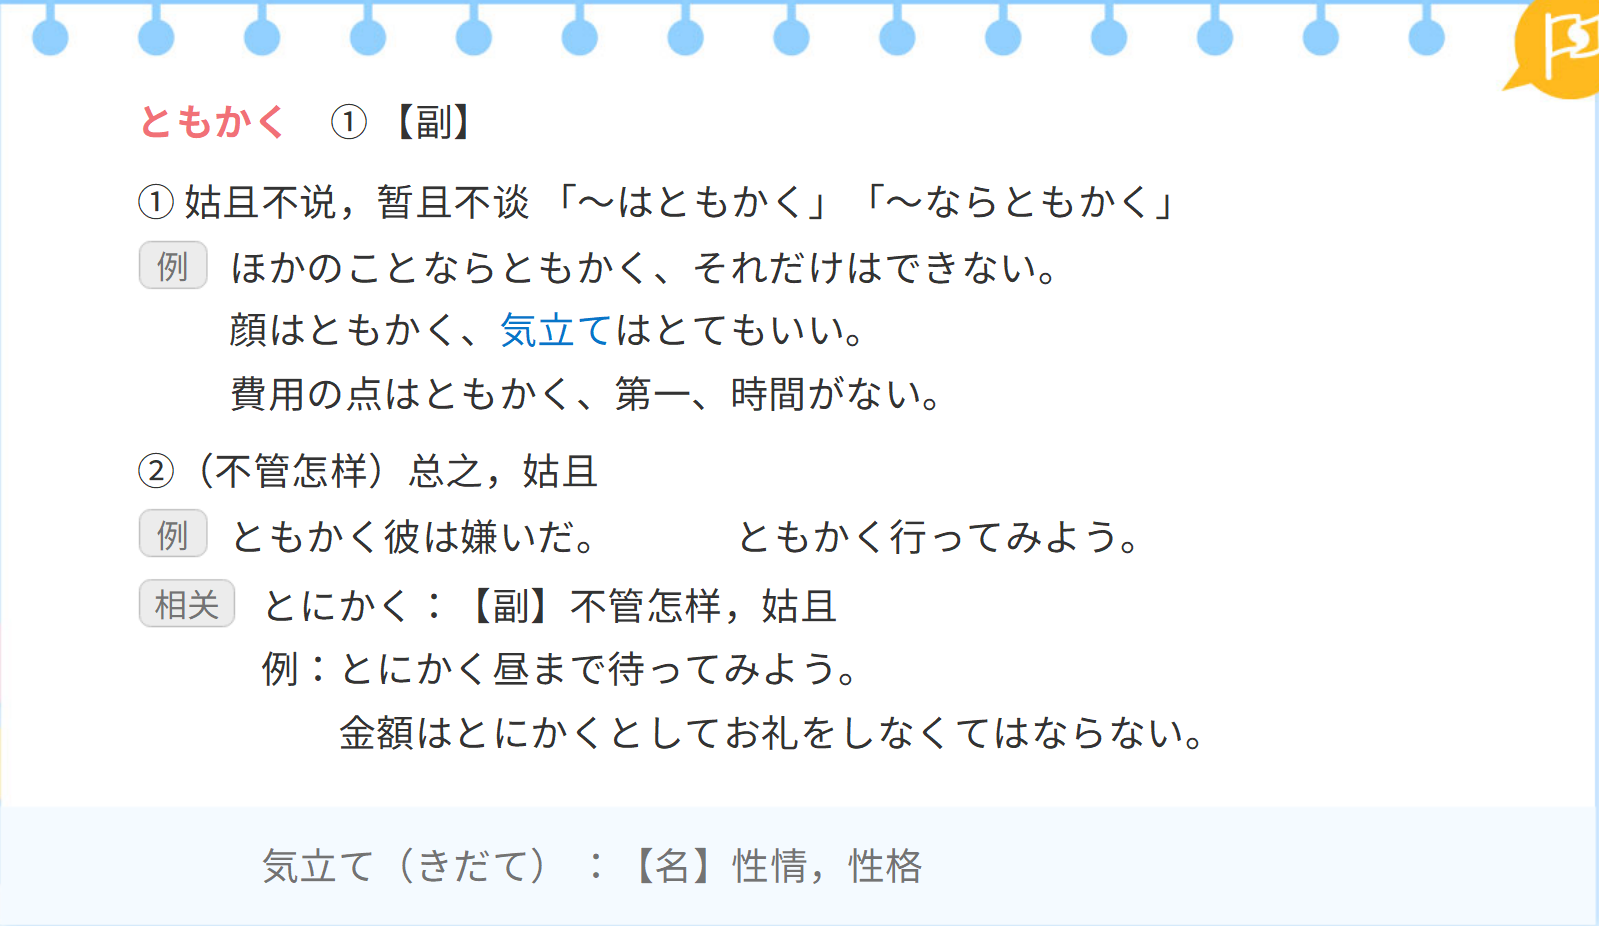 ともかく ① 【副】
① 姑且不说，暂且不谈 「～はともかく」「～ならともかく」
例 ほかのことならともかく、それだけはできない。
顔はともかく、気立てはとてもいい。
費用の点はともかく、第一、時間がない。
②（不管怎样）总之，姑且
例 ともかく彼は嫌いだ。 ともかく行ってみよう。
相关 とにかく：【副】不管怎样，姑且
例：とにかく昼まで待ってみよう。
金額はとにかくとしてお礼をしなくてはならない。
気立て（きだて）：【名】性情，性格